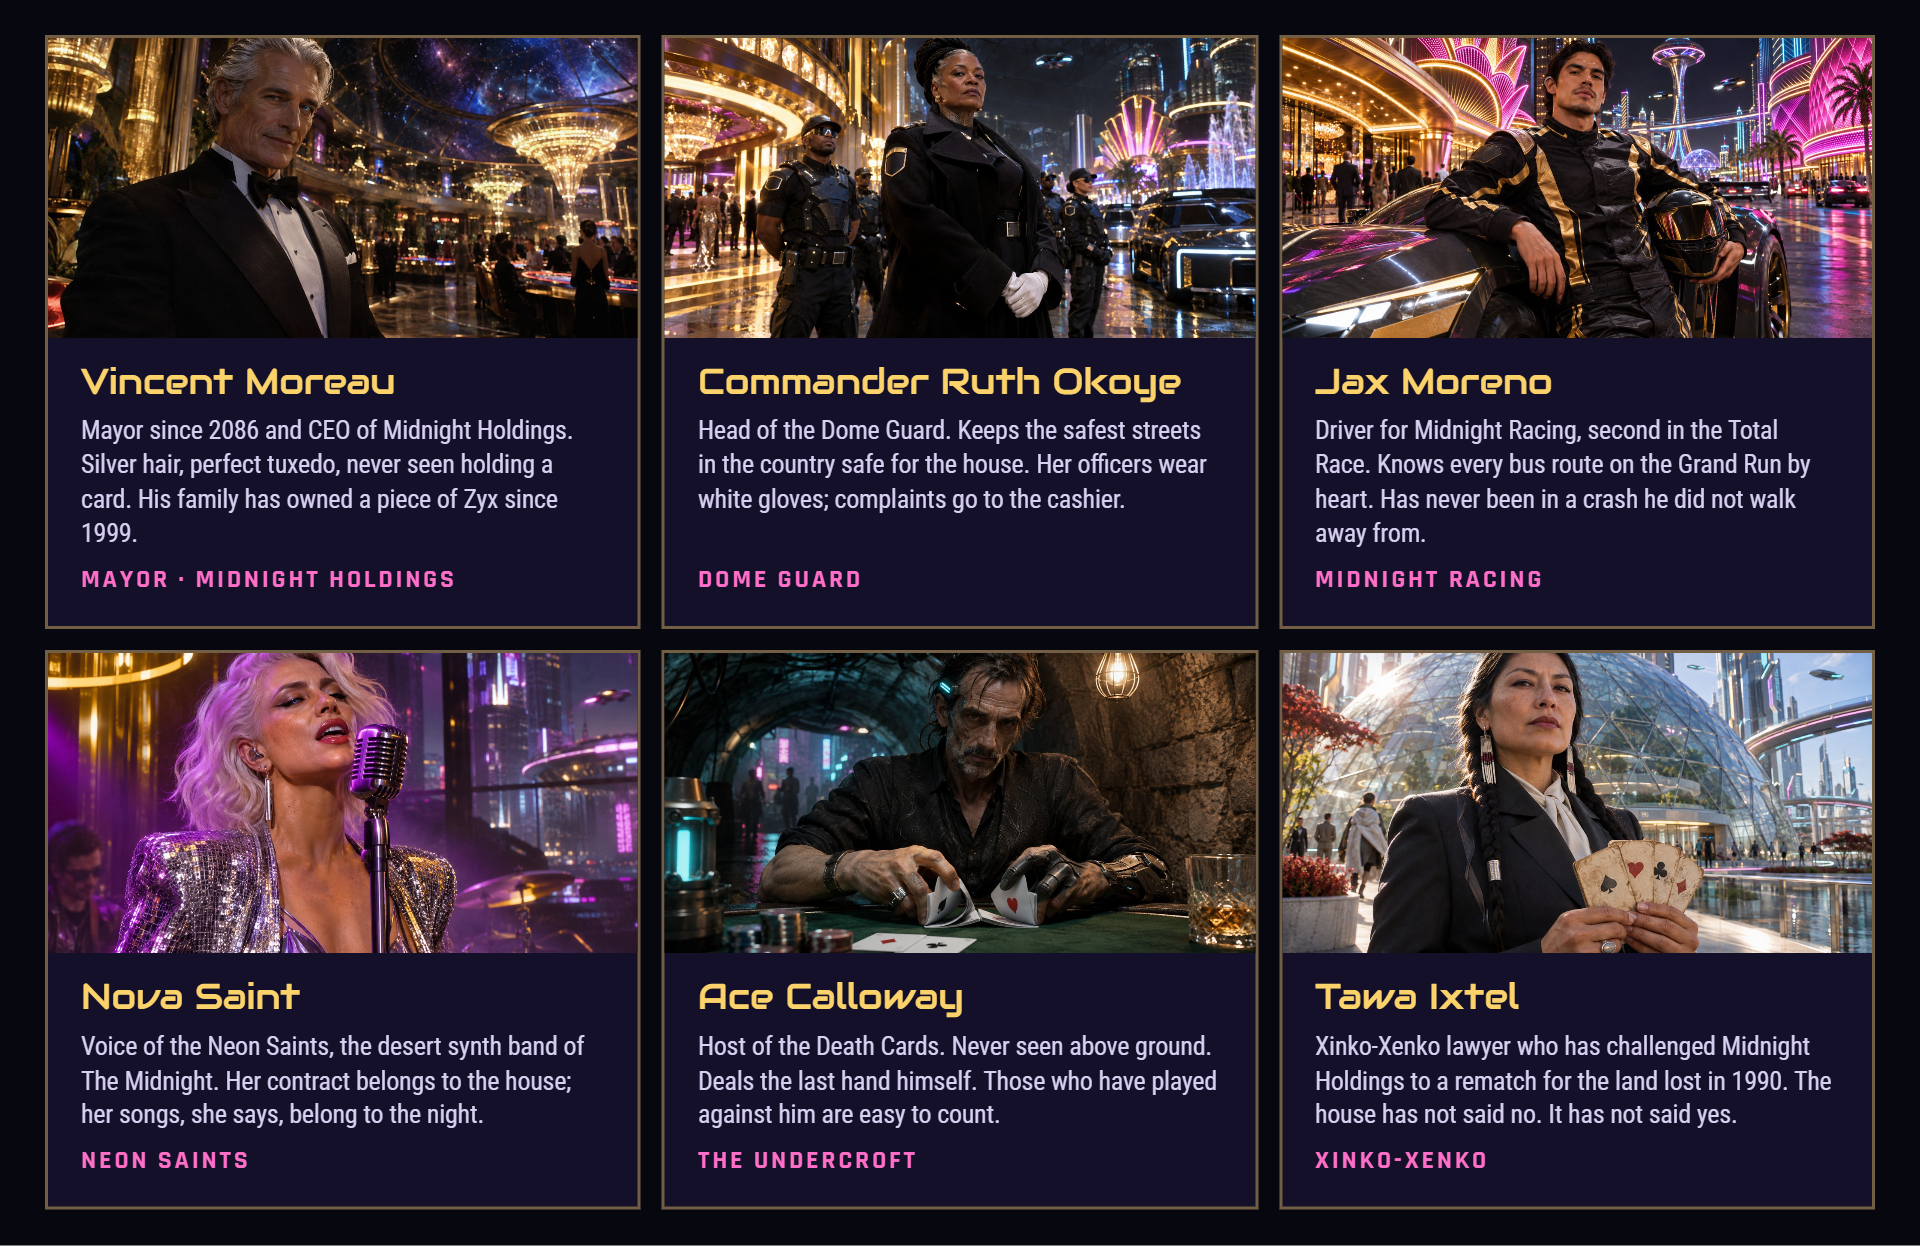 Vincent Moreau
Mayor since 2086 and CEO of Midnight Holdings.
Silver hair, perfect tuxedo, never seen holding a
card. His family has owned a piece of Zyx since
1999.
MAYOR · MIDNIGHT HOLDINGS
Commander Ruth Okoye
Head of the Dome Guard. Keeps the safest streets
in the country safe for the house. Her officers wear
white gloves; complaints go to the cashier.
DOME GUARD
Jax Moreno
Driver for Midnight Racing, second in the Total
Race. Knows every bus route on the Grand Run by
heart. Has never been in a crash he did not walk
away from.
MIDNIGHT RACING
Nova Saint
Voice of the Neon Saints, the desert synth band of
The Midnight. Her contract belongs to the house;
her songs, she says, belong to the night.
NEON SAINTS
Ace Calloway
Host of the Death Cards. Never seen above ground.
Deals the last hand himself. Those who have played
against him are easy to count.
THE UNDERCROFT
Tawa Ixtel
Xinko-Xenko lawyer who has challenged Midnight
Holdings to a rematch for the land lost in 1990. The
house has not said no. It has not said yes.
XINKO-XENKO